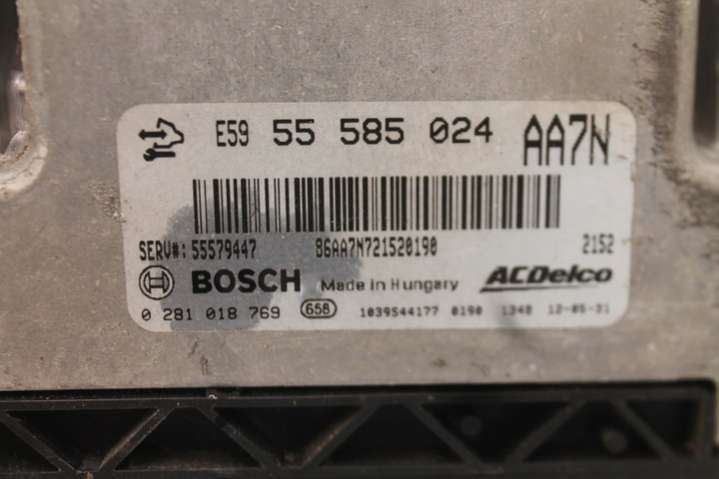 E59 55 585 024 AA7N
SERV#: 55579447 86AA7N721520190 2152
BOSCH Made in Hungary ACDelco
0 281 018 769 658 1039S44177 0190 1348 12-05-31